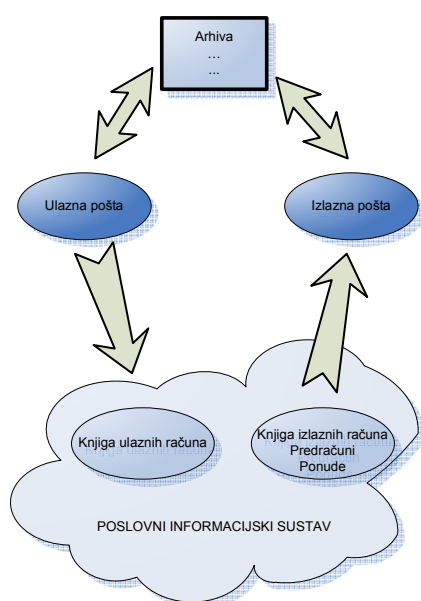 Arhiva
...
...
Ulazna pošta
Izlazna pošta
Knjiga ulaznih računa
Knjiga izlaznih računa
Predračuni
Ponude
POSLOVNI INFORMACIJSKI SUSTAV